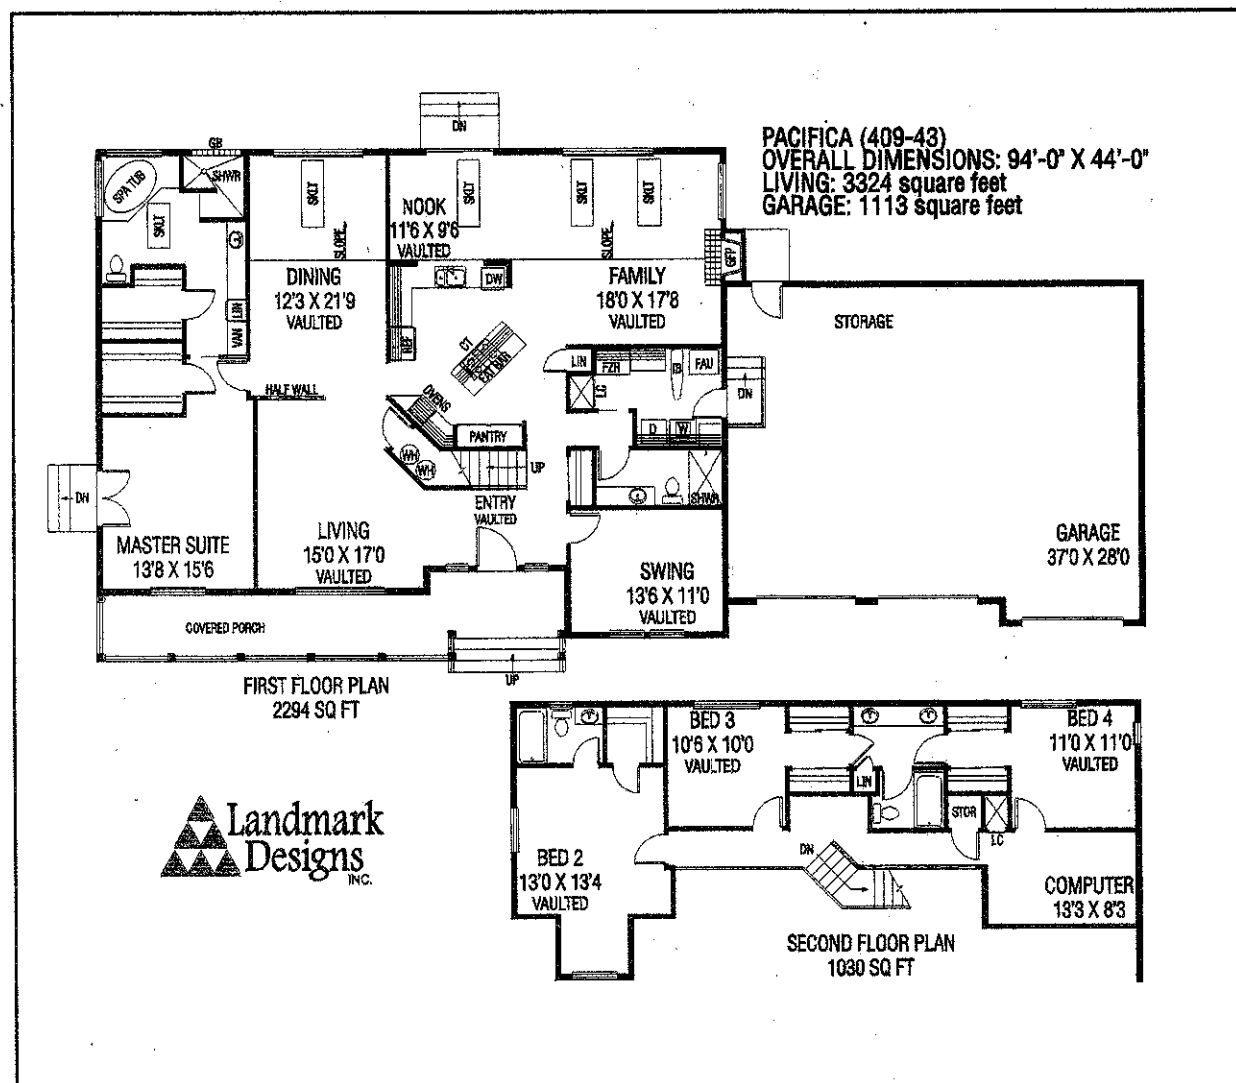 PACIFICA (409-43)
OVERALL DIMENSIONS: 94'-0" X 44'-0"
LIVING: 3324 square feet
GARAGE: 1113 square feet
DN
GB
SPA TUB
SHWR
SKLT
SKLT
SKLT
SKLT
SKLT
NOOK
11'6 X 9'6
VAULTED
SLOPE
SLOPE
GFP
DINING
12'3 X 21'9
VAULTED
DW
FAMILY
18'0 X 17'8
VAULTED
LIN
VAN
REF
CT
EAT BAR
STORAGE
LIN
FZR
IB
FAU
LC
DN
HALF WALL
OVENS
PANTRY
D
W
WH
WH
UP
DN
SHWR
ENTRY
VAULTED
MASTER SUITE
13'8 X 15'6
LIVING
15'0 X 17'0
VAULTED
GARAGE
37'0 X 28'0
SWING
13'6 X 11'0
VAULTED
COVERED PORCH
UP
FIRST FLOOR PLAN
2294 SQ FT
BED 3
10'6 X 10'0
VAULTED
BED 4
11'0 X 11'0
VAULTED
LIN
STOR
LC
DN
BED 2
13'0 X 13'4
VAULTED
COMPUTER
13'3 X 8'3
SECOND FLOOR PLAN
1030 SQ FT
Landmark
Designs
INC.